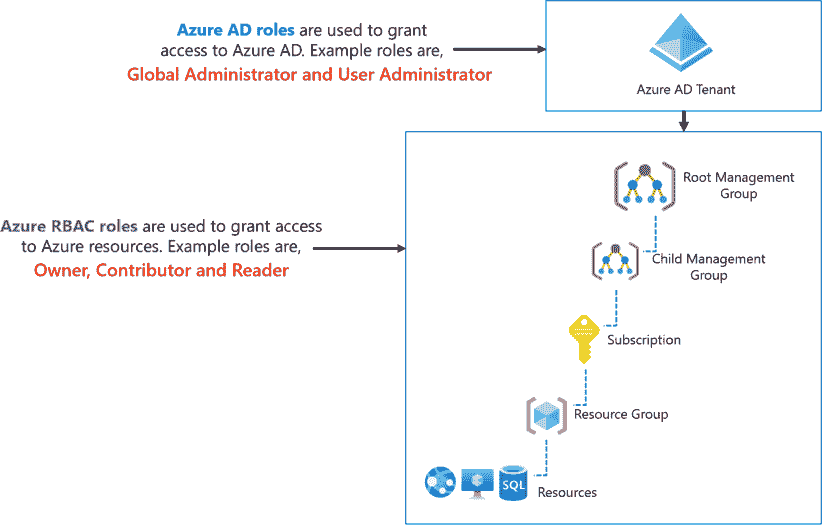 Azure AD roles are used to grant
access to Azure AD. Example roles are,
Global Administrator and User Administrator
Azure AD Tenant
Root Management
Group
Azure RBAC roles are used to grant access
to Azure resources. Example roles are,
Owner, Contributor and Reader
Child Management
Group
Subscription
Resource Group
SQL
Resources